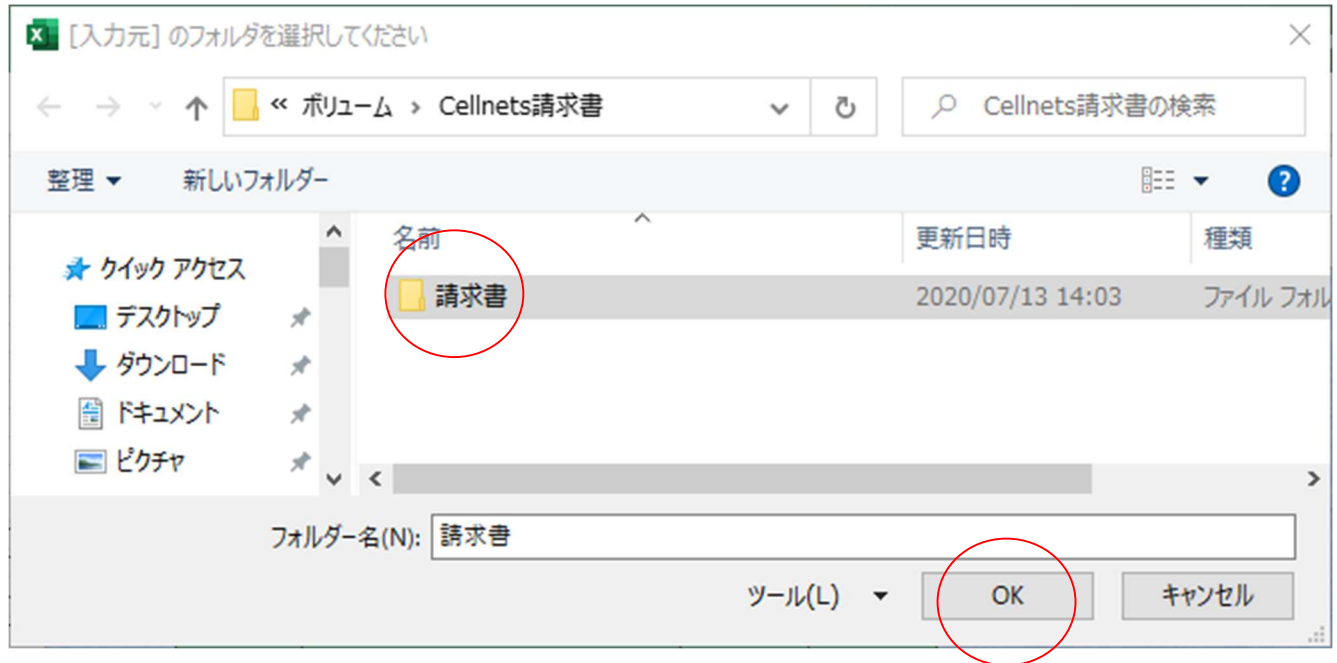 [入力元] のフォルダを選択してください
« ボリューム › Cellnets請求書
Cellnets請求書の検索
整理 新しいフォルダー
名前 更新日時 種類
クイック アクセス
請求書 2020/07/13 14:03 ファイル フォル
デスクトップ
ダウンロード
ドキュメント
ピクチャ
フォルダー名(N): 請求書
ツール(L) OK キャンセル